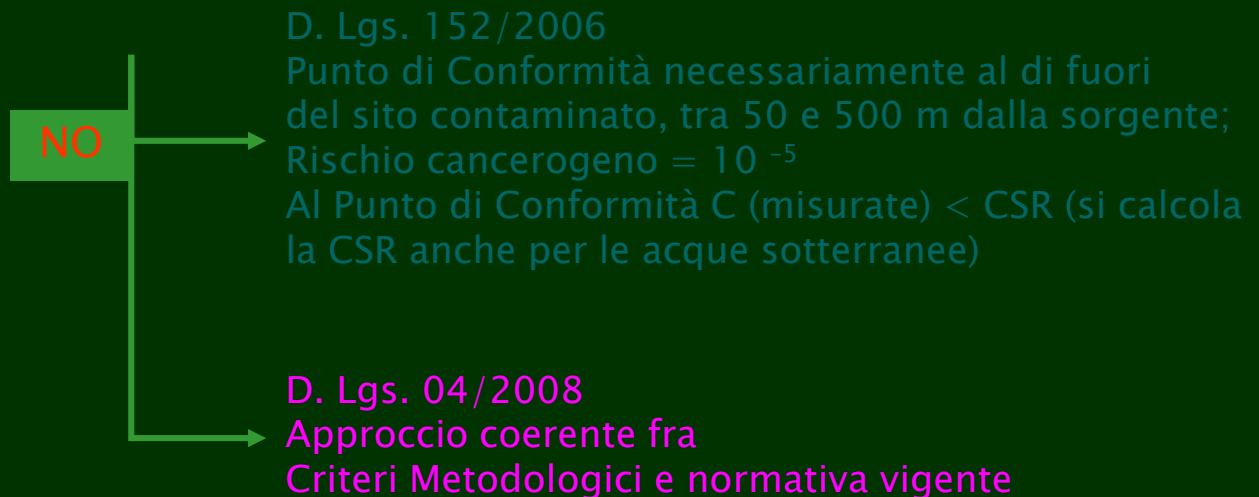 NO
D. Lgs. 152/2006
Punto di Conformità necessariamente al di fuori
del sito contaminato, tra 50 e 500 m dalla sorgente;
Rischio cancerogeno = 10 ⁻⁵
Al Punto di Conformità C (misurate) < CSR (si calcola
la CSR anche per le acque sotterranee)
D. Lgs. 04/2008
Approccio coerente fra
Criteri Metodologici e normativa vigente